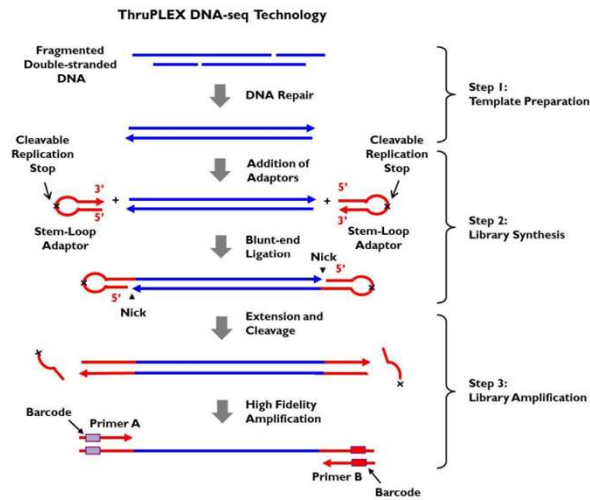 ThruPLEX DNA-seq Technology
Fragmented
Double-stranded
DNA
DNA Repair
Step 1:
Template Preparation
Cleavable
Replication
Stop
Addition of
Adaptors
Cleavable
Replication
Stop
3'
5'
+
+
5'
3'
Stem-Loop
Adaptor
Stem-Loop
Adaptor
Step 2:
Library Synthesis
Blunt-end
Ligation
Nick
5'
5'
Nick
Extension and
Cleavage
Step 3:
Library Amplification
High Fidelity
Amplification
Barcode
Primer A
Primer B
Barcode